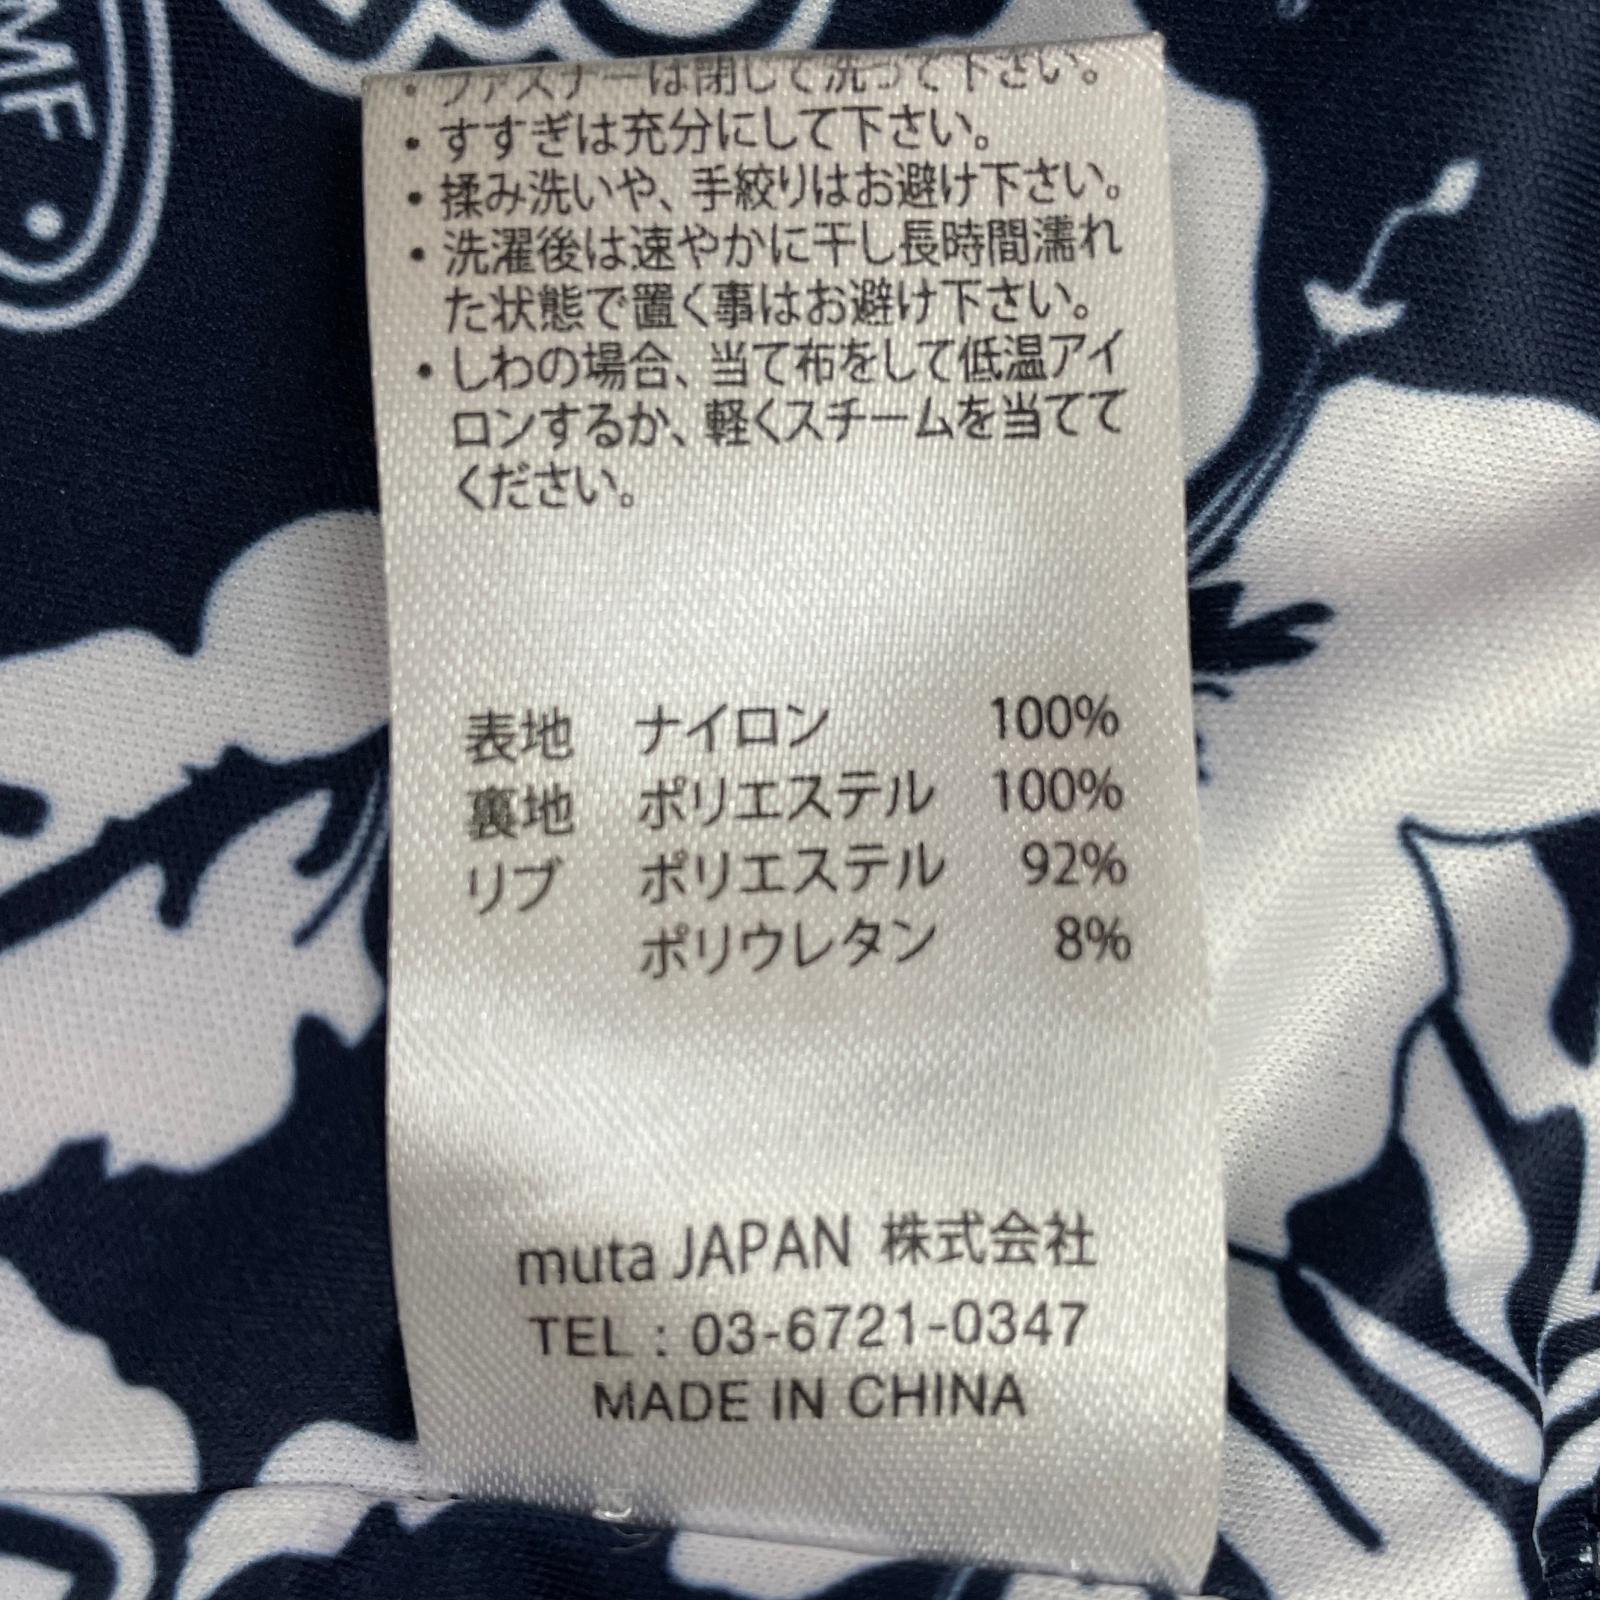 MF
・ファスナーは閉じて洗って下さい。
・すすぎは充分にして下さい。
・揉み洗いや、手絞りはお避け下さい。
・洗濯後は速やかに干し長時間濡れ
た状態で置く事はお避け下さい。
・しわの場合、当て布をして低温アイ
ロンするか、軽くスチームを当てて
ください。
表地 ナイロン 100%
裏地 ポリエステル 100%
リブ ポリエステル 92%
ポリウレタン 8%
muta JAPAN 株式会社
TEL : 03-6721-0347
MADE IN CHINA